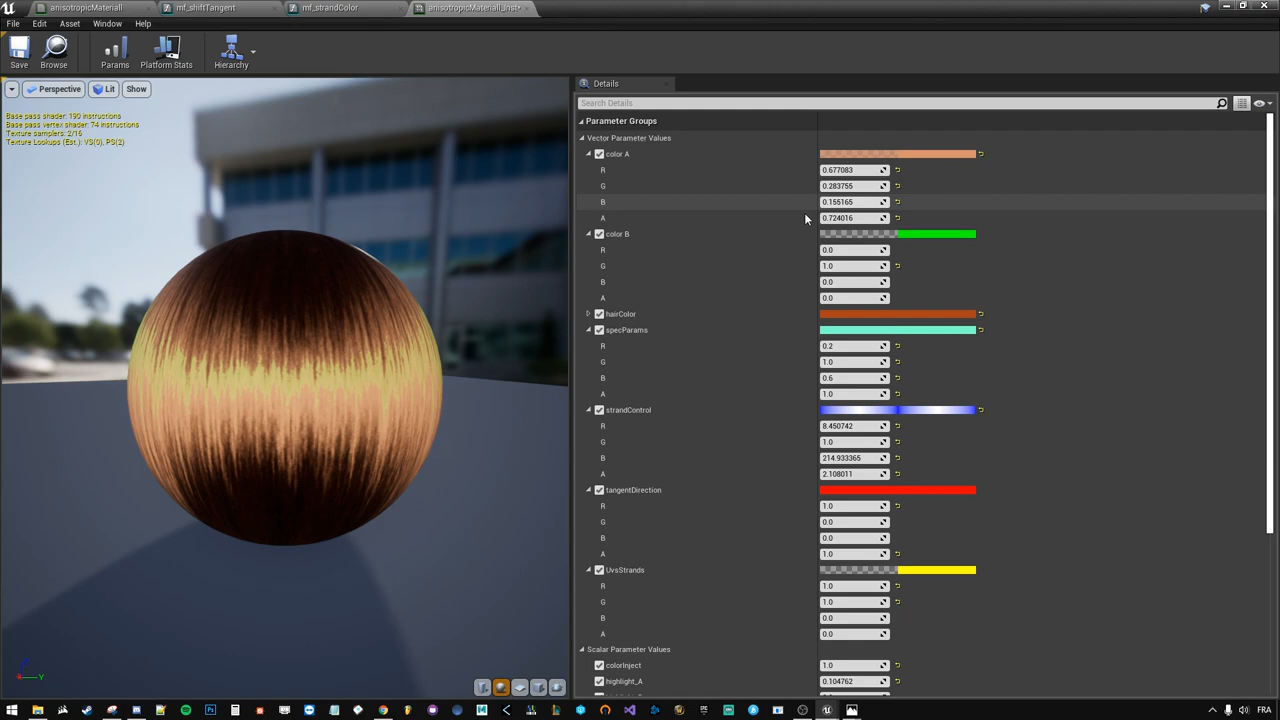 anisotropicMaterialI
mf_shiftTangent
mf_strandColor
anisotropicMaterialI_Inst*
File
Edit
Asset
Window
Help
Save
Browse
Params
Platform Stats
Hierarchy
Perspective
Lit
Show
Base pass shader: 190 instructions
Base pass vertex shader: 74 instructions
Texture samplers: 2/16
Texture Lookups (Est.): VS(0), PS(2)
Z
Y
Details
Search Details
Parameter Groups
Vector Parameter Values
color A
R 0.677083
G 0.283755
B 0.155165
A 0.724016
color B
R 0.0
G 1.0
B 0.0
A 0.0
hairColor
specParams
R 0.2
G 1.0
B 0.6
A 1.0
strandControl
R 8.450742
G 1.0
B 214.933365
A 2.108011
tangentDirection
R 1.0
G 0.0
B 0.0
A 1.0
UvsStrands
R 1.0
G 1.0
B 0.0
A 0.0
Scalar Parameter Values
colorInject 1.0
highlight_A 0.104762
FRA